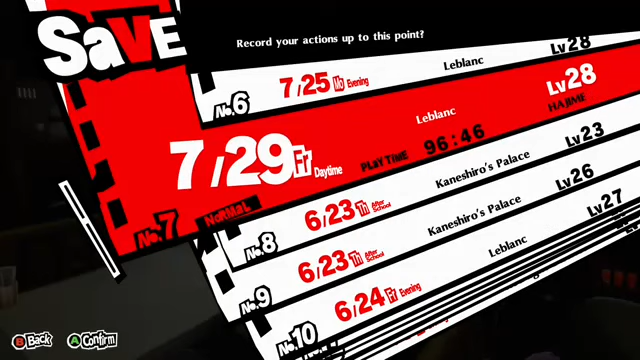 SaVE
Record your actions up to this point?
No.6 7/25 Mo Evening Leblanc Lv28
No.7 7/29 Fr Daytime Leblanc Lv28
NORMAL PLAY TIME 96:46 HAJIME
No.8 6/23 Th After School Kaneshiro's Palace Lv23
No.9 6/23 Th After School Kaneshiro's Palace Lv26
No.10 6/24 Fr Evening Leblanc Lv27
B Back A Confirm